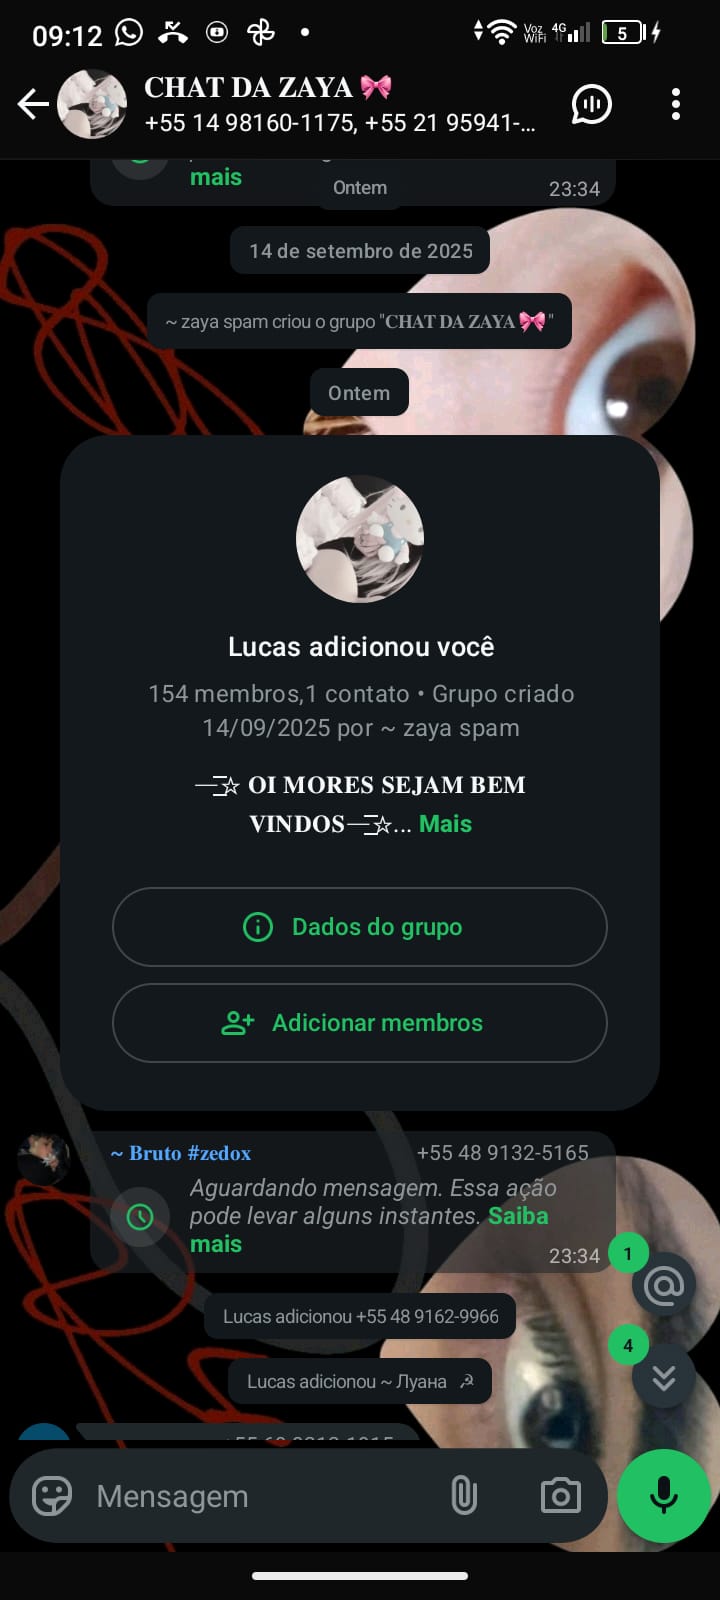 09:12
Voz
WiFi
4G
5
CHAT DA ZAYA 🎀
+55 14 98160-1175, +55 21 95941-...
mais
23:34
Ontem
14 de setembro de 2025
~ zaya spam criou o grupo "CHAT DA ZAYA 🎀"
Ontem
Lucas adicionou você
154 membros,1 contato • Grupo criado
14/09/2025 por ~ zaya spam
—͟͞☆ OI MORES SEJAM BEM
VINDOS—͟͞☆... Mais
Dados do grupo
Adicionar membros
~ Bruto #zedox
+55 48 9132-5165
Aguardando mensagem. Essa ação
pode levar alguns instantes. Saiba
mais
23:34
1
Lucas adicionou +55 48 9162-9966
4
Lucas adicionou ~ Луана ☭
Mensagem